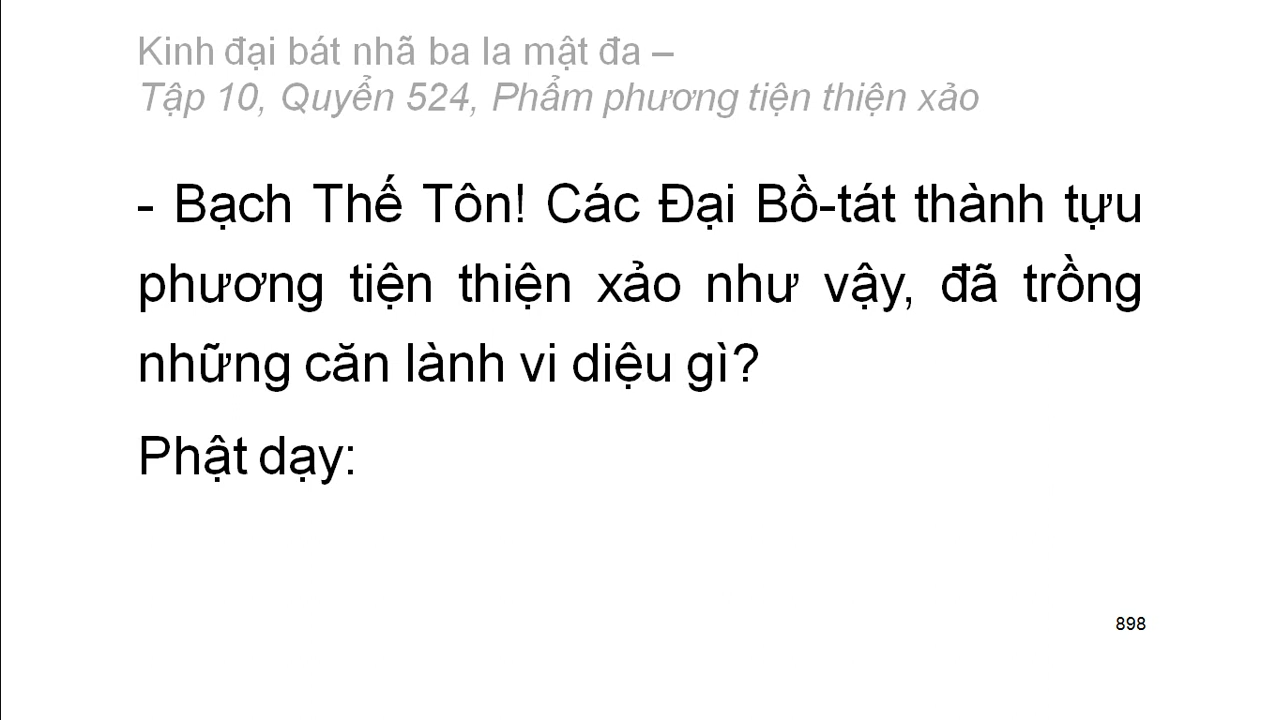 Kinh đại bát nhã ba la mật đa –
Tập 10, Quyển 524, Phẩm phương tiện thiện xảo
- Bạch Thế Tôn! Các Đại Bồ-tát thành tựu
phương tiện thiện xảo như vậy, đã trồng
những căn lành vi diệu gì?
Phật dạy:
898